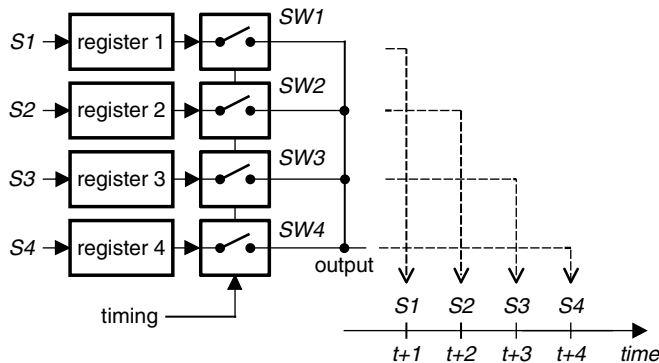 SW1
S1 register 1
SW2
S2 register 2
SW3
S3 register 3
SW4
S4 register 4
output
timing
S1 S2 S3 S4
t+1 t+2 t+3 t+4 time